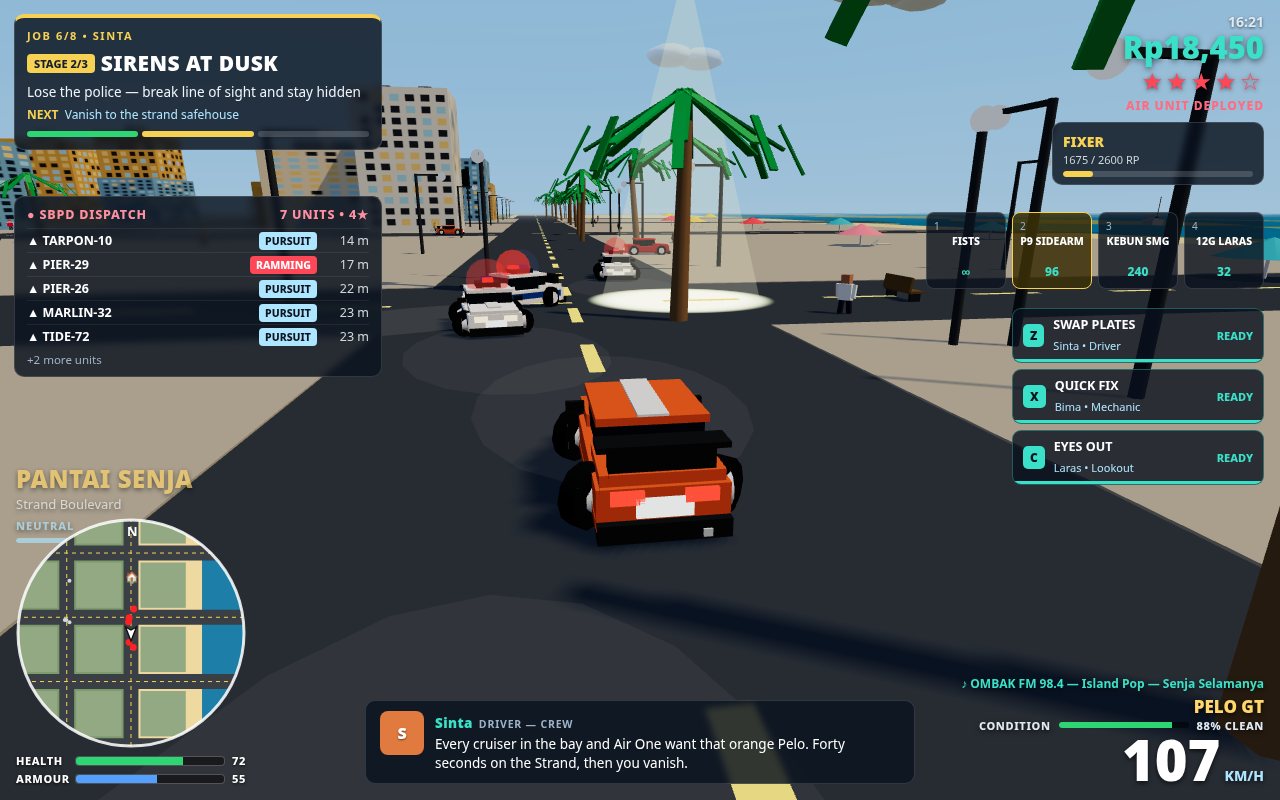 JOB 6/8 • SINTA
STAGE 2/3 SIRENS AT DUSK
Lose the police — break line of sight and stay hidden
NEXT Vanish to the strand safehouse
● SBPD DISPATCH 7 UNITS • 4★
▲ TARPON-10 PURSUIT 14 m
▲ PIER-29 RAMMING 17 m
▲ PIER-26 PURSUIT 22 m
▲ MARLIN-32 PURSUIT 23 m
▲ TIDE-72 PURSUIT 23 m
+2 more units
16:21
Rp18,450
★ ★ ★ ★ ☆
AIR UNIT DEPLOYED
FIXER
1675 / 2600 RP
1 FISTS ∞
2 P9 SIDEARM 96
3 KEBUN SMG 240
4 12G LARAS 32
Z SWAP PLATES READY
Sinta • Driver
X QUICK FIX READY
Bima • Mechanic
C EYES OUT READY
Laras • Lookout
PANTAI SENJA
Strand Boulevard
NEUTRAL
N
HEALTH 72
ARMOUR 55
S
Sinta DRIVER — CREW
Every cruiser in the bay and Air One want that orange Pelo. Forty
seconds on the Strand, then you vanish.
♪ OMBAK FM 98.4 — Island Pop — Senja Selamanya
PELO GT
CONDITION 88% CLEAN
107 KM/H